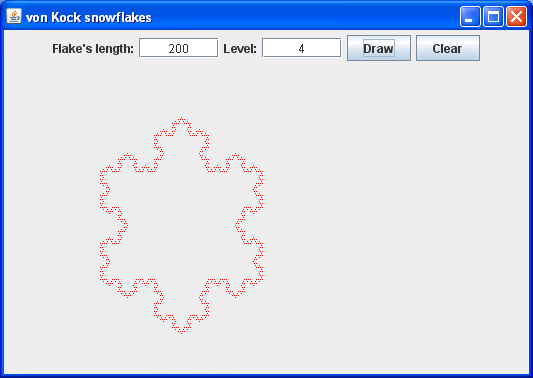 von Kock snowflakes
Flake's length: 200 Level: 4 Draw Clear